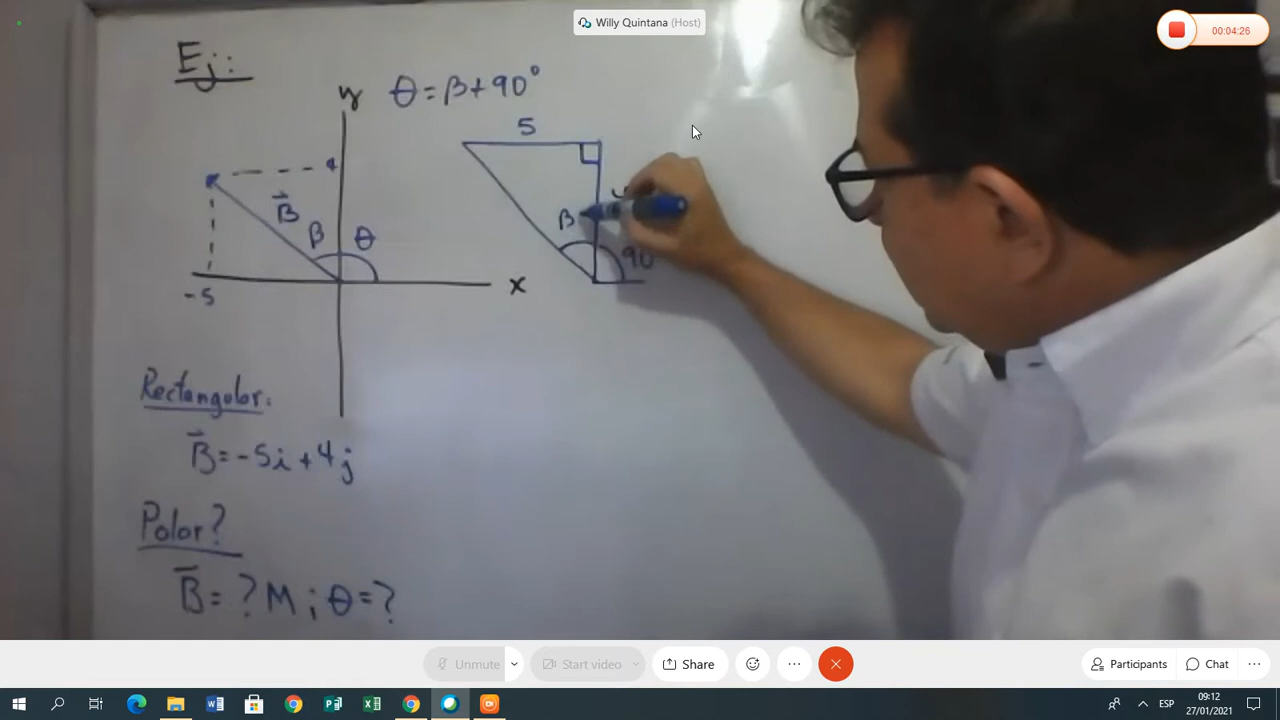 Willy Quintana (Host)
00:04:26
Ej:
y
θ = β + 90°
5
4
B⃗
β
θ
β
90
-5
x
Rectangular:
B⃗ = -5i + 4j
Polar?
B̅ = ? M ; θ = ?
Unmute
Start video
Share
Participants
Chat
ESP
09:12
27/01/2021